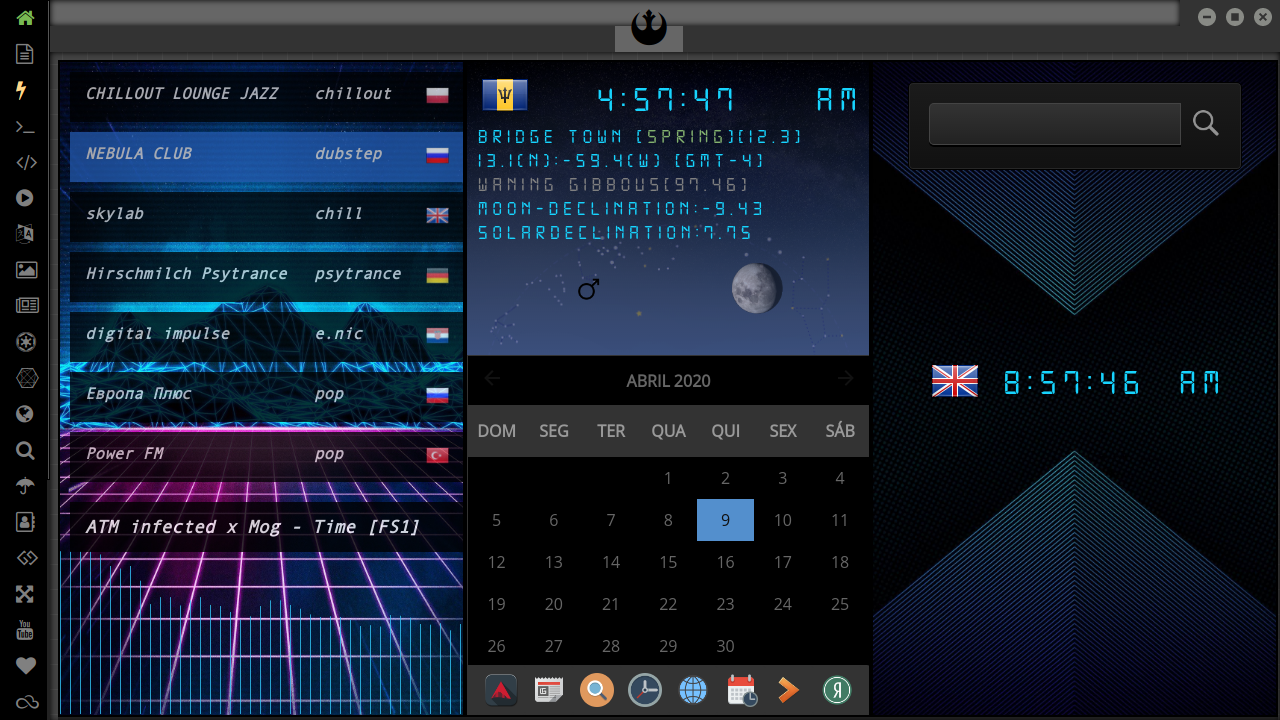 CHILLOUT LOUNGE JAZZ chillout
NEBULA CLUB dubstep
skylab chill
Hirschmilch Psytrance psytrance
digital impulse e.nic
Европа Плюс pop
Power FM pop
ATM infected x Mog - Time [FS1]
4:57:47 AM
BRIDGE TOWN [SPRING][12.3]
13.1(N):-59.4(W) [GMT-4]
WANING GIBBOUS[97.46]
MOON-DECLINATION:-9.43
SOLARDECLINATION:7.75
ABRIL 2020
DOM SEG TER QUA QUI SEX SÁB
1 2 3 4
5 6 7 8 9 10 11
12 13 14 15 16 17 18
19 20 21 22 23 24 25
26 27 28 29 30
8:57:46 AM
You
Tube
Я